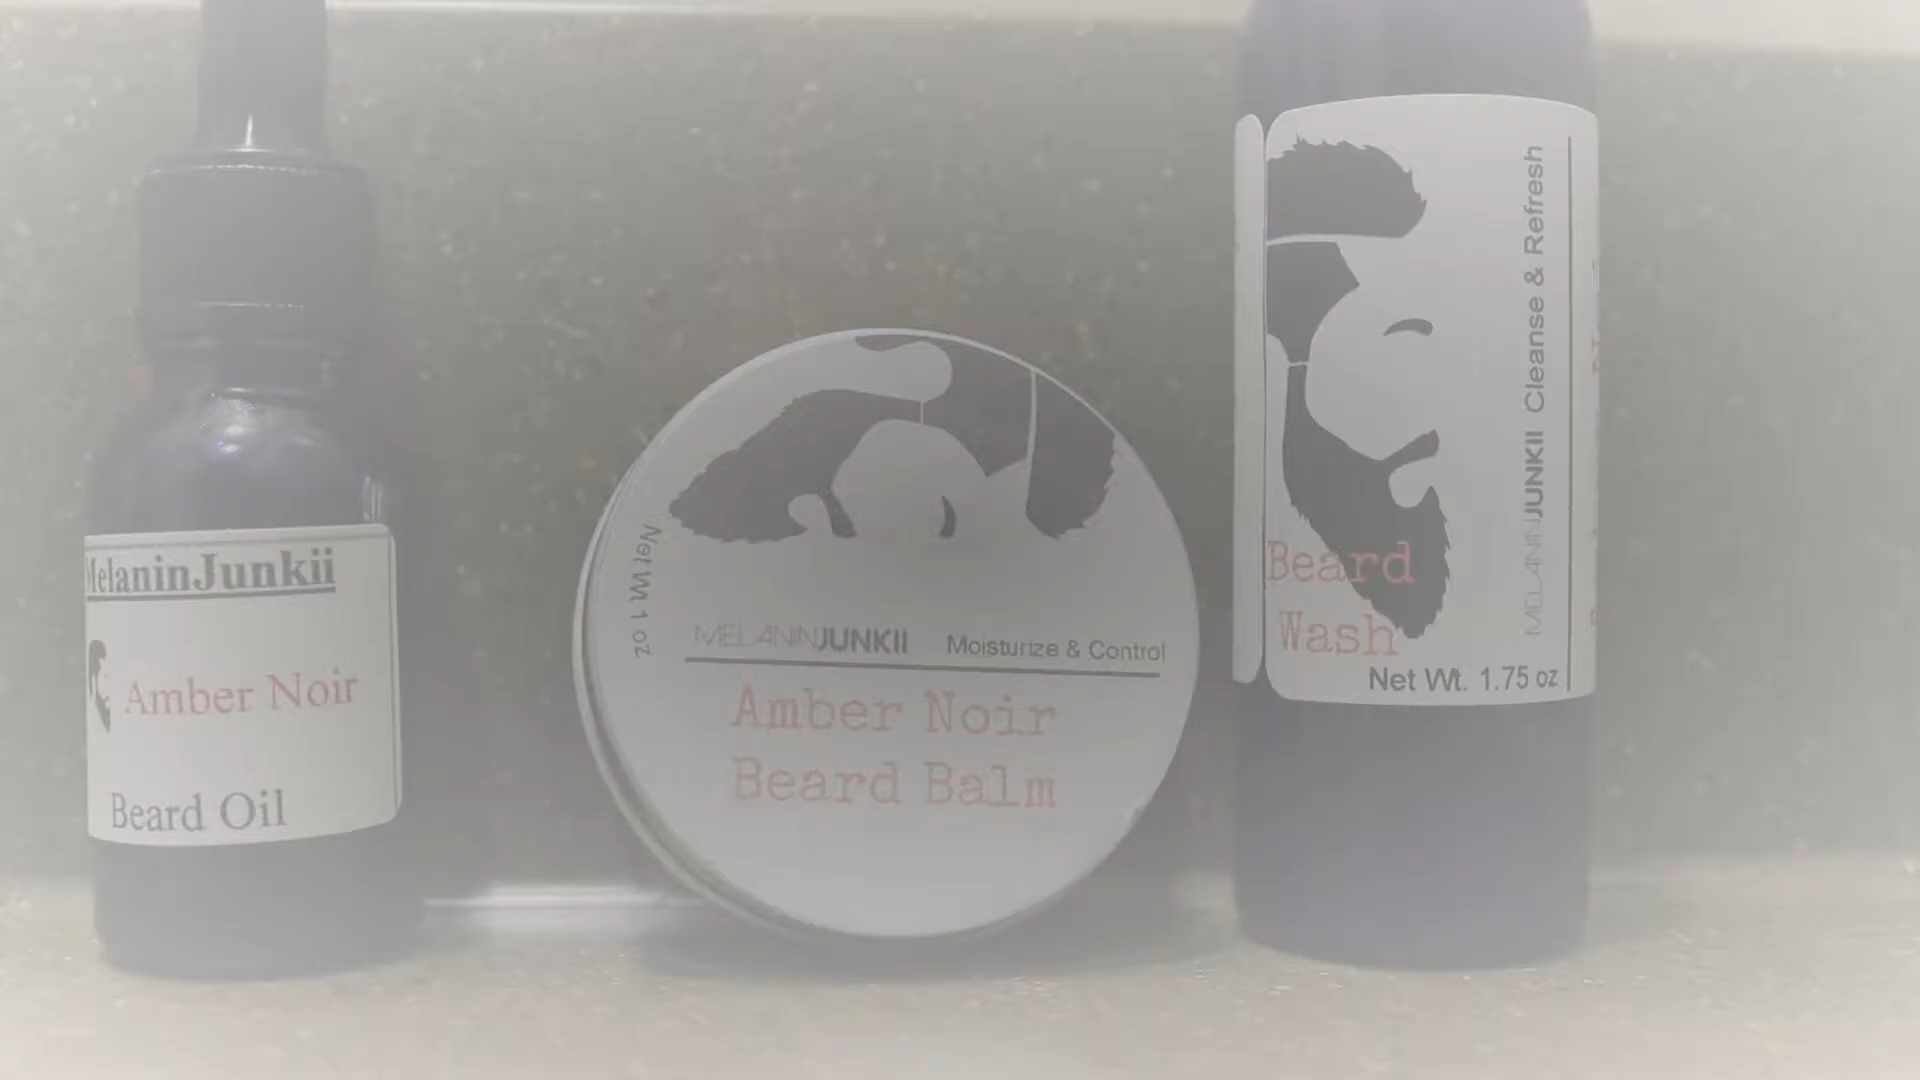 MelaninJunkii
Amber Noir
Beard Oil
Net Wt 1 oz
MELANINJUNKII Moisturize & Control
Amber Noir
Beard Balm
MELANINJUNKII Cleanse & Refresh
Beard
Wash
Net Wt. 1.75 oz